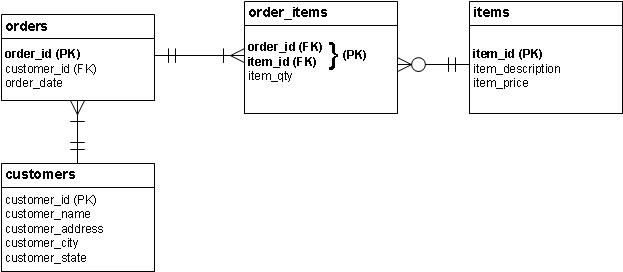 orders
order_id (PK)
customer_id (FK)
order_date
order_items
order_id (FK)
item_id (FK)
} (PK)
item_qty
items
item_id (PK)
item_description
item_price
customers
customer_id (PK)
customer_name
customer_address
customer_city
customer_state